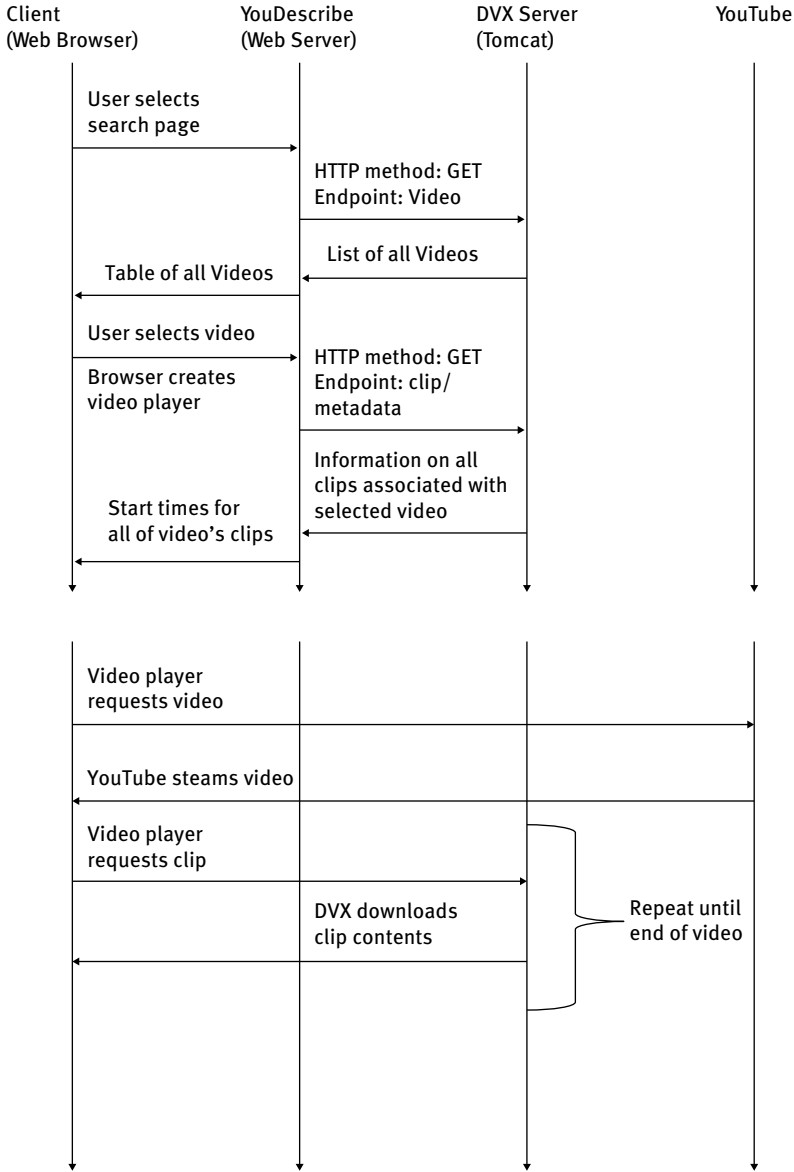 Client
(Web Browser)
YouDescribe
(Web Server)
DVX Server
(Tomcat)
YouTube
User selects
search page
HTTP method: GET
Endpoint: Video
List of all Videos
Table of all Videos
User selects video
Browser creates
video player
HTTP method: GET
Endpoint: clip/
metadata
Information on all
clips associated with
selected video
Start times for
all of video’s clips
Video player
requests video
YouTube steams video
Video player
requests clip
DVX downloads
clip contents
Repeat until
end of video